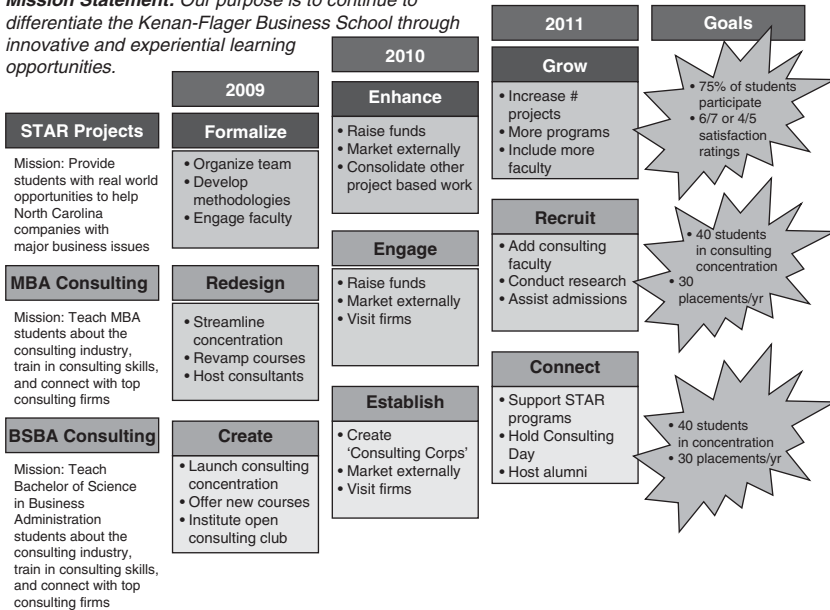 Mission Statement: Our purpose is to continue to
differentiate the Kenan-Flager Business School through
innovative and experiential learning
opportunities.
2009
2010
2011
Goals
STAR Projects
Mission: Provide
students with real world
opportunities to help
North Carolina
companies with
major business issues
Formalize
• Organize team
• Develop
methodologies
• Engage faculty
Enhance
• Raise funds
• Market externally
• Consolidate other
project based work
Grow
• Increase #
projects
• More programs
• Include more
faculty
• 75% of students
participate
• 6/7 or 4/5
satisfaction
ratings
MBA Consulting
Mission: Teach MBA
students about the
consulting industry,
train in consulting skills,
and connect with top
consulting firms
Redesign
• Streamline
concentration
• Revamp courses
• Host consultants
Engage
• Raise funds
• Market externally
• Visit firms
Recruit
• Add consulting
faculty
• Conduct research
• Assist admissions
• 40 students
in consulting
concentration
• 30
placements/yr
BSBA Consulting
Mission: Teach
Bachelor of Science
in Business
Administration
students about the
consulting industry,
train in consulting skills,
and connect with top
consulting firms
Create
• Launch consulting
concentration
• Offer new courses
• Institute open
consulting club
Establish
• Create
‘Consulting Corps’
• Market externally
• Visit firms
Connect
• Support STAR
programs
• Hold Consulting
Day
• Host alumni
• 40 students
in concentration
• 30 placements/yr